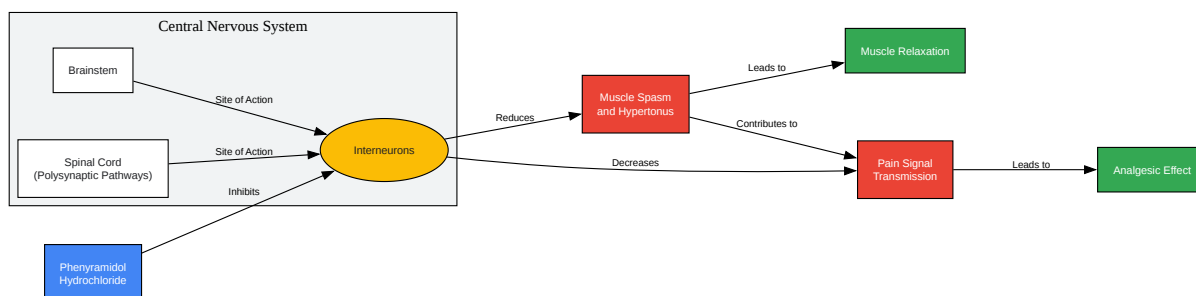 Central Nervous System
Brainstem
Site of Action
Spinal Cord
(Polysynaptic Pathways)
Site of Action
Interneurons
Inhibits
Phenyramidol
Hydrochloride
Reduces
Muscle Spasm
and Hypertonus
Leads to
Muscle Relaxation
Contributes to
Decreases
Pain Signal
Transmission
Leads to
Analgesic Effect